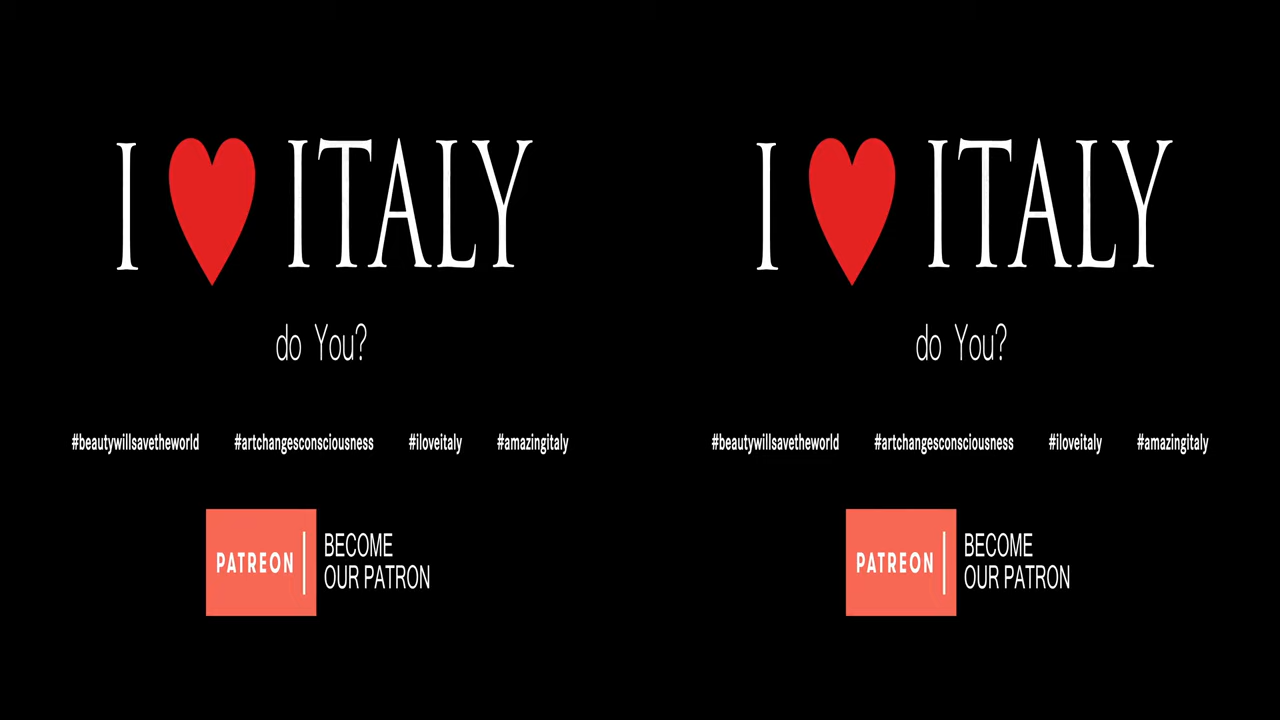 I ITALY
do You?
#beautywillsavetheworld #artchangesconsciousness #iloveitaly #amazingitaly
PATREON
BECOME
OUR PATRON
I ITALY
do You?
#beautywillsavetheworld #artchangesconsciousness #iloveitaly #amazingitaly
PATREON
BECOME
OUR PATRON